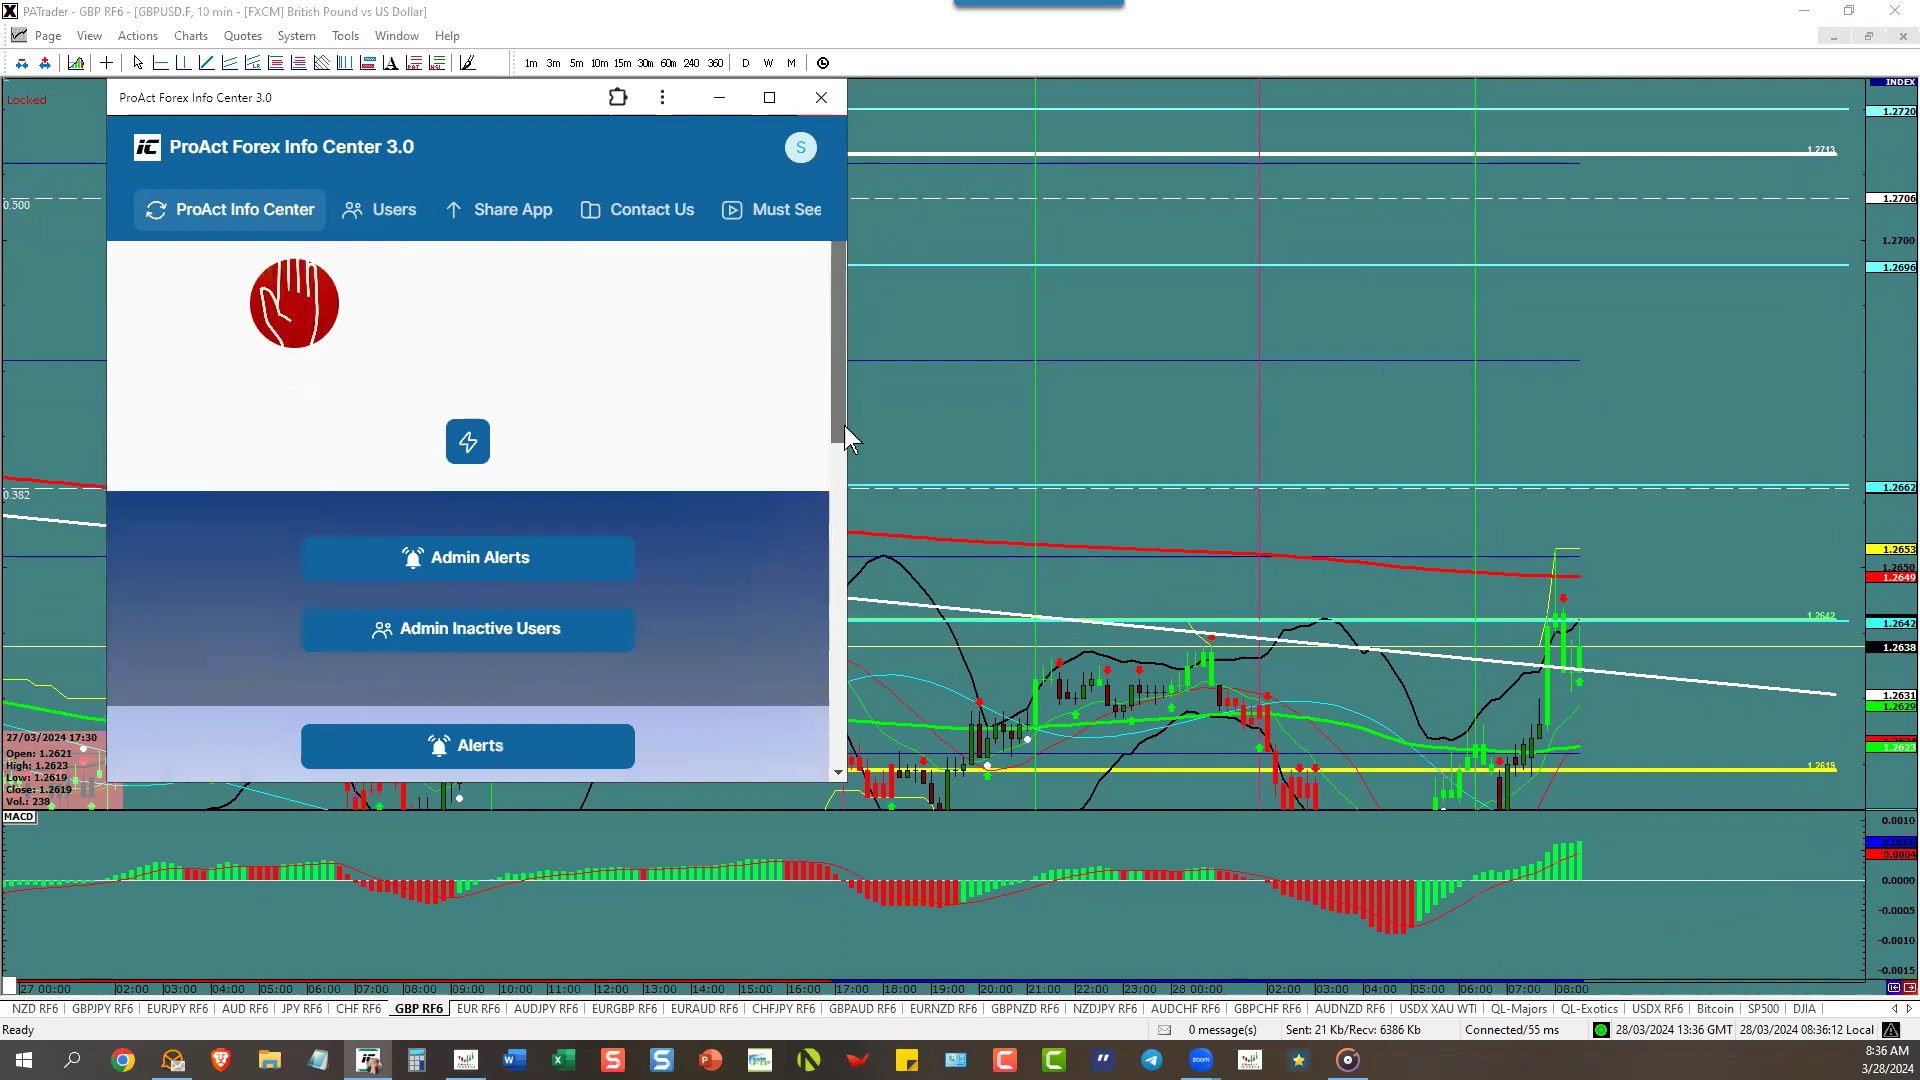 PATrader - GBP RF6 - [GBPUSD.F, 10 min - [FXCM] British Pound vs US Dollar]
Page View Actions Charts Quotes System Tools Window Help
1m 3m 5m 10m 15m 30m 60m 240 360 D W M
Locked
ProAct Forex Info Center 3.0
INDEX
1.2720
iC ProAct Forex Info Center 3.0 S
1.2713
0.500
1.2706
ProAct Info Center Users Share App Contact Us Must See
1.2700
1.2696
0.382
1.2662
1.2653
Admin Alerts
1.2650
1.2649
1.2642
1.2642
Admin Inactive Users
1.2638
1.2631
1.2629
27/03/2024 17:30
Open: 1.2621
High: 1.2623
Low: 1.2619
Close: 1.2619
Vol.: 238
Alerts
1.2623
1.2619
MACD
0.0010
0.0004
0.0000
-0.0005
-0.0010
-0.0015
27 00:00 02:00 03:00 04:00 05:00 06:00 07:00 08:00 09:00 10:00 11:00 12:00 13:00 14:00 15:00 16:00 17:00 18:00 19:00 20:00 21:00 22:00 23:00 28 00:00 02:00 03:00 04:00 05:00 06:00 07:00 08:00
NZD RF6 GBPJPY RF6 EURJPY RF6 AUD RF6 JPY RF6 CHF RF6 GBP RF6 EUR RF6 AUDJPY RF6 EURGBP RF6 EURAUD RF6 CHFJPY RF6 GBPAUD RF6 EURNZD RF6 GBPNZD RF6 NZDJPY RF6 AUDCHF RF6 GBPCHF RF6 AUDNZD RF6 USDX XAU WTI QL-Majors QL-Exotics USDX RF6 Bitcoin SP500 DJIA
Ready
0 message(s) Sent: 21 Kb/Recv: 6386 Kb Connected/55 ms 28/03/2024 13:36 GMT 28/03/2024 08:36:12 Local
8:36 AM
3/28/2024